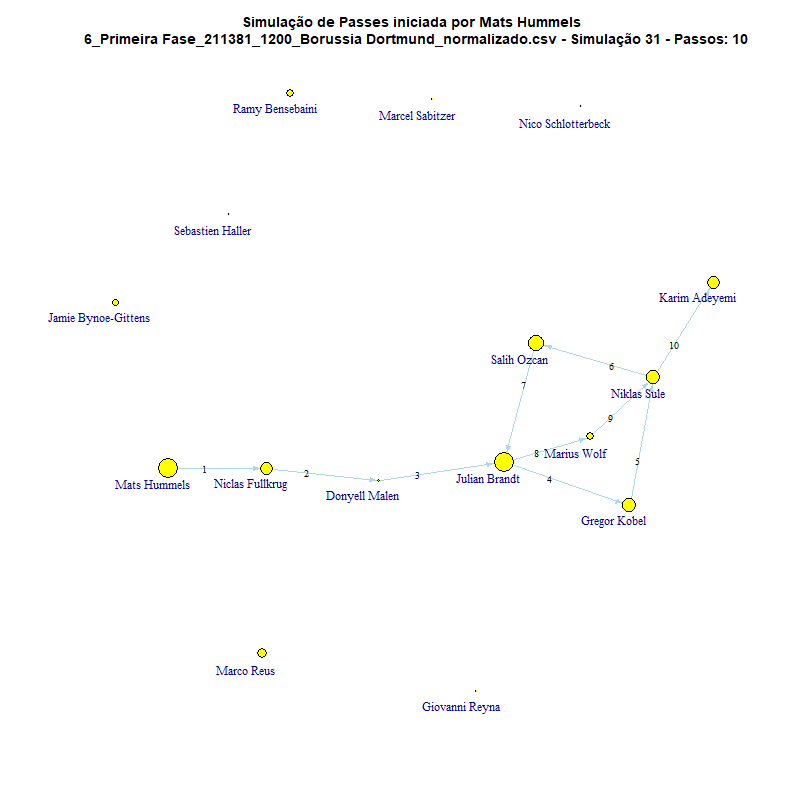 Simulação de Passes iniciada por Mats Hummels
6_Primeira Fase_211381_1200_Borussia Dortmund_normalizado.csv - Simulação 31 - Passos: 10
Ramy Bensebaini
Marcel Sabitzer
Nico Schlotterbeck
Sebastien Haller
Karim Adeyemi
Jamie Bynoe-Gittens
10
Salih Ozcan
6
7
Niklas Sule
9
8
Marius Wolf
5
1
2
3
4
Mats Hummels
Niclas Fullkrug
Donyell Malen
Julian Brandt
Gregor Kobel
Marco Reus
Giovanni Reyna